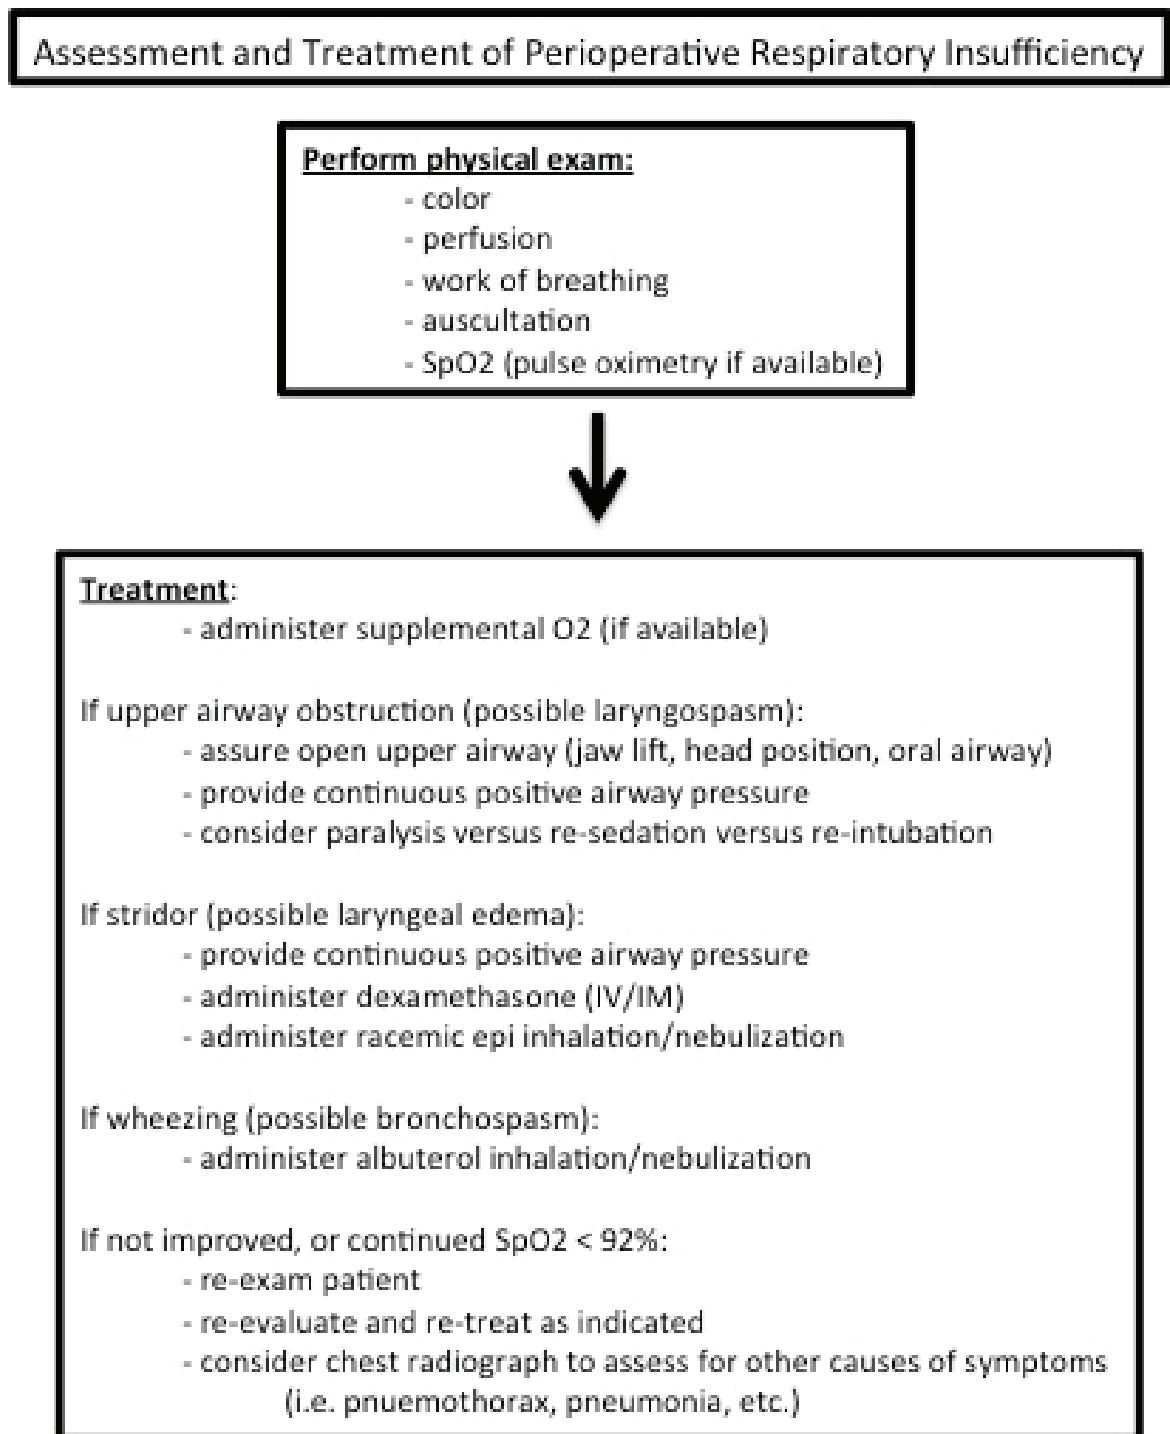 Assessment and Treatment of Perioperative Respiratory Insufficiency
Perform physical exam:
- color
- perfusion
- work of breathing
- auscultation
- SpO2 (pulse oximetry if available)
Treatment:
- administer supplemental O2 (if available)
If upper airway obstruction (possible laryngospasm):
- assure open upper airway (jaw lift, head position, oral airway)
- provide continuous positive airway pressure
- consider paralysis versus re-sedation versus re-intubation
If stridor (possible laryngeal edema):
- provide continuous positive airway pressure
- administer dexamethasone (IV/IM)
- administer racemic epi inhalation/nebulization
If wheezing (possible bronchospasm):
- administer albuterol inhalation/nebulization
If not improved, or continued SpO2 < 92%:
- re-exam patient
- re-evaluate and re-treat as indicated
- consider chest radiograph to assess for other causes of symptoms
(i.e. pnuemothorax, pneumonia, etc.)